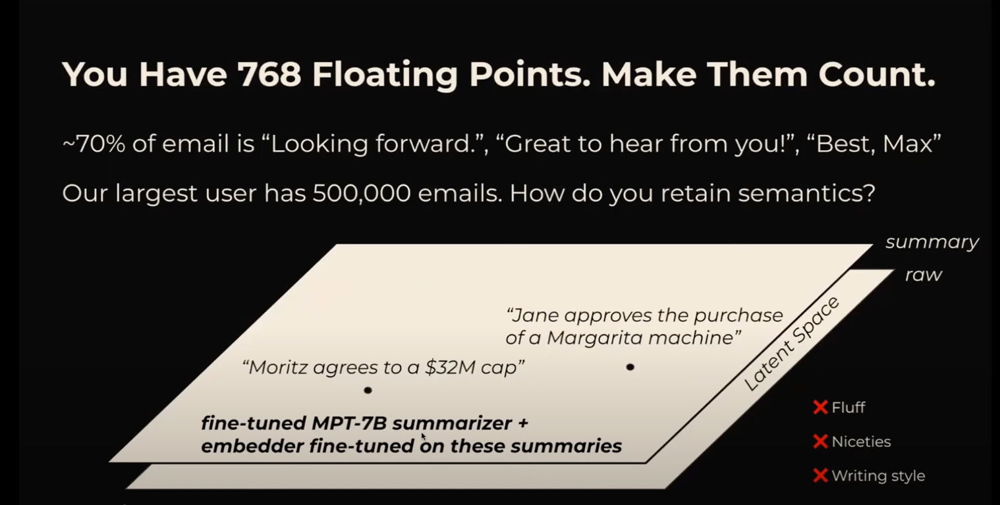 You Have 768 Floating Points. Make Them Count.
~70% of email is “Looking forward.”, “Great to hear from you!”, “Best, Max”
Our largest user has 500,000 emails. How do you retain semantics?
summary
raw
“Jane approves the purchase
of a Margarita machine”
Latent Space
“Moritz agrees to a $32M cap”
fine-tuned MPT-7B summarizer +
embedder fine-tuned on these summaries
❌ Fluff
❌ Niceties
❌ Writing style